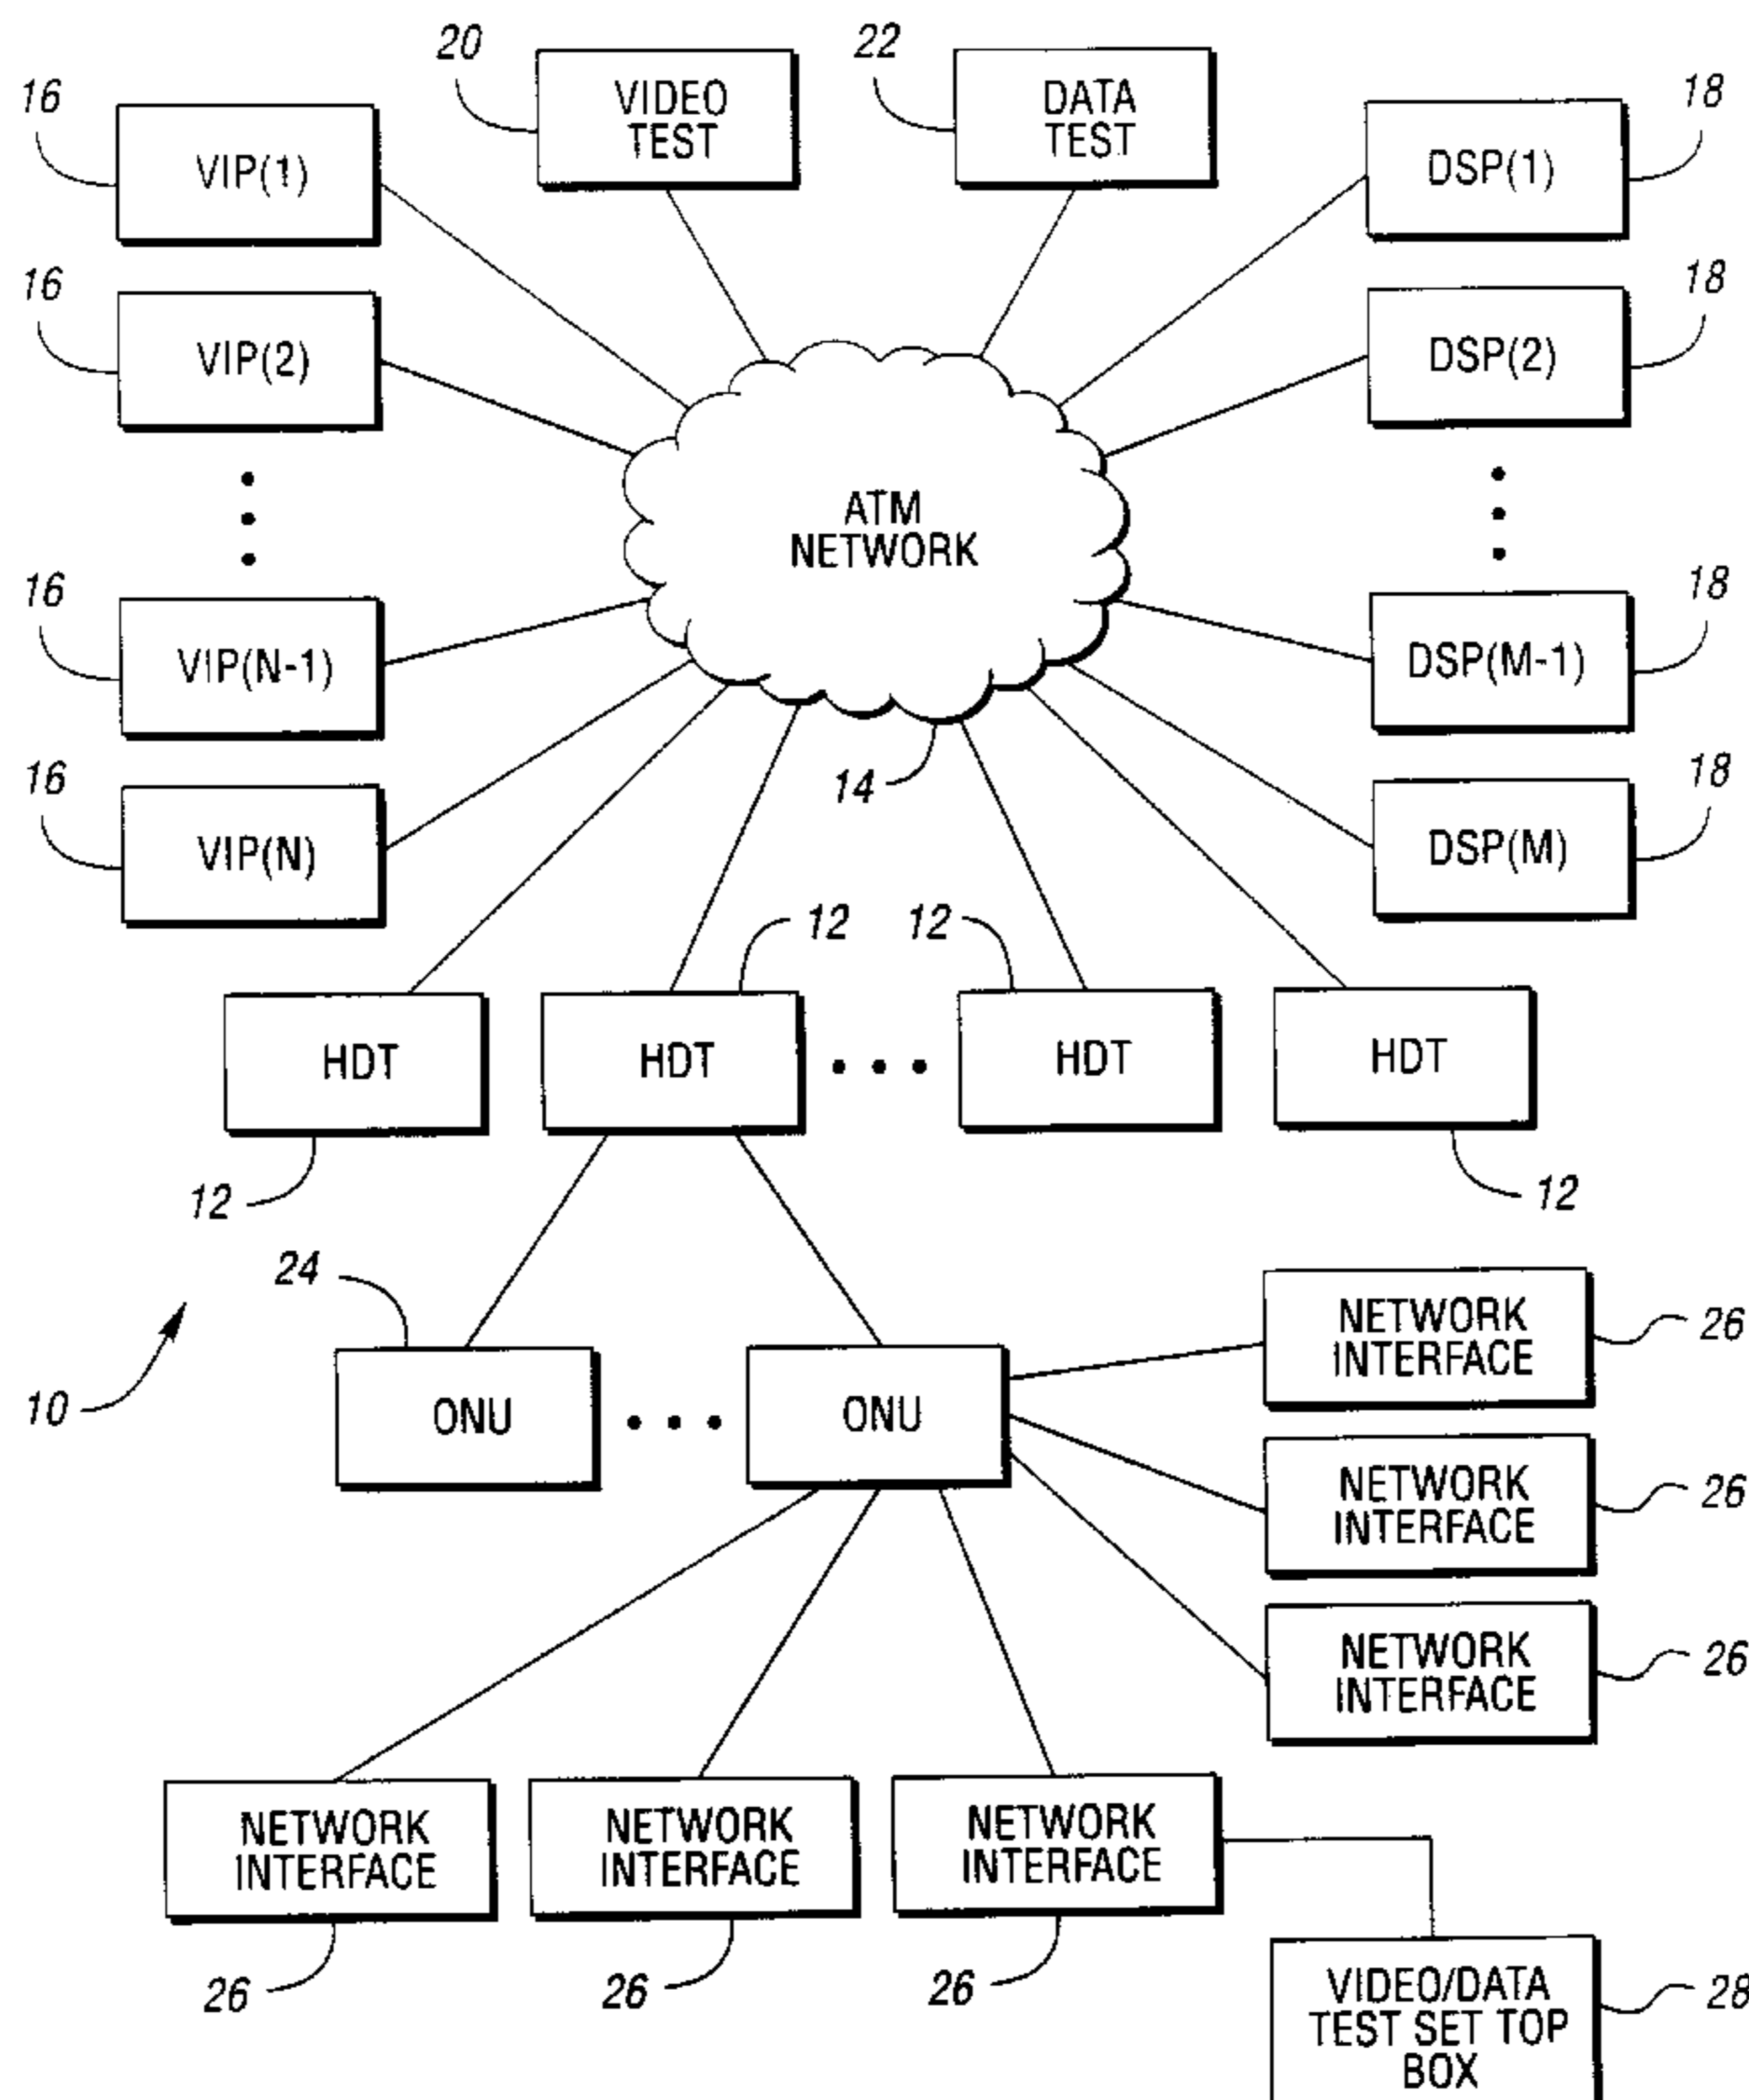 20
22
16
VIDEO
TEST
DATA
TEST
18
VIP(1)
DSP(1)
16
18
VIP(2)
DSP(2)
ATM
NETWORK
16
18
VIP(N-1)
DSP(M-1)
16
14
18
VIP(N)
DSP(M)
12
12
HDT
HDT
HDT
HDT
12
12
24
10
ONU
ONU
NETWORK
INTERFACE
26
NETWORK
INTERFACE
26
NETWORK
INTERFACE
26
NETWORK
INTERFACE
NETWORK
INTERFACE
NETWORK
INTERFACE
26
26
26
VIDEO/DATA
TEST SET TOP
BOX
28